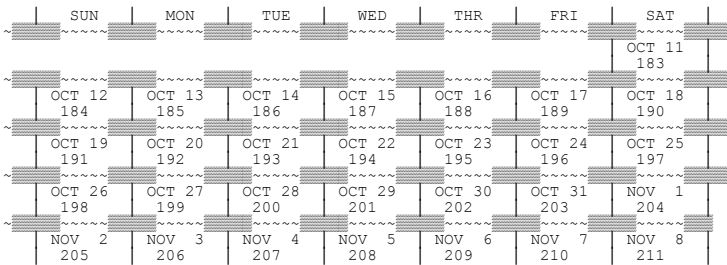 SUN MON TUE WED THR FRI SAT
OCT 11
183
OCT 12 OCT 13 OCT 14 OCT 15 OCT 16 OCT 17 OCT 18
184 185 186 187 188 189 190
OCT 19 OCT 20 OCT 21 OCT 22 OCT 23 OCT 24 OCT 25
191 192 193 194 195 196 197
OCT 26 OCT 27 OCT 28 OCT 29 OCT 30 OCT 31 NOV 1
198 199 200 201 202 203 204
NOV 2 NOV 3 NOV 4 NOV 5 NOV 6 NOV 7 NOV 8
205 206 207 208 209 210 211